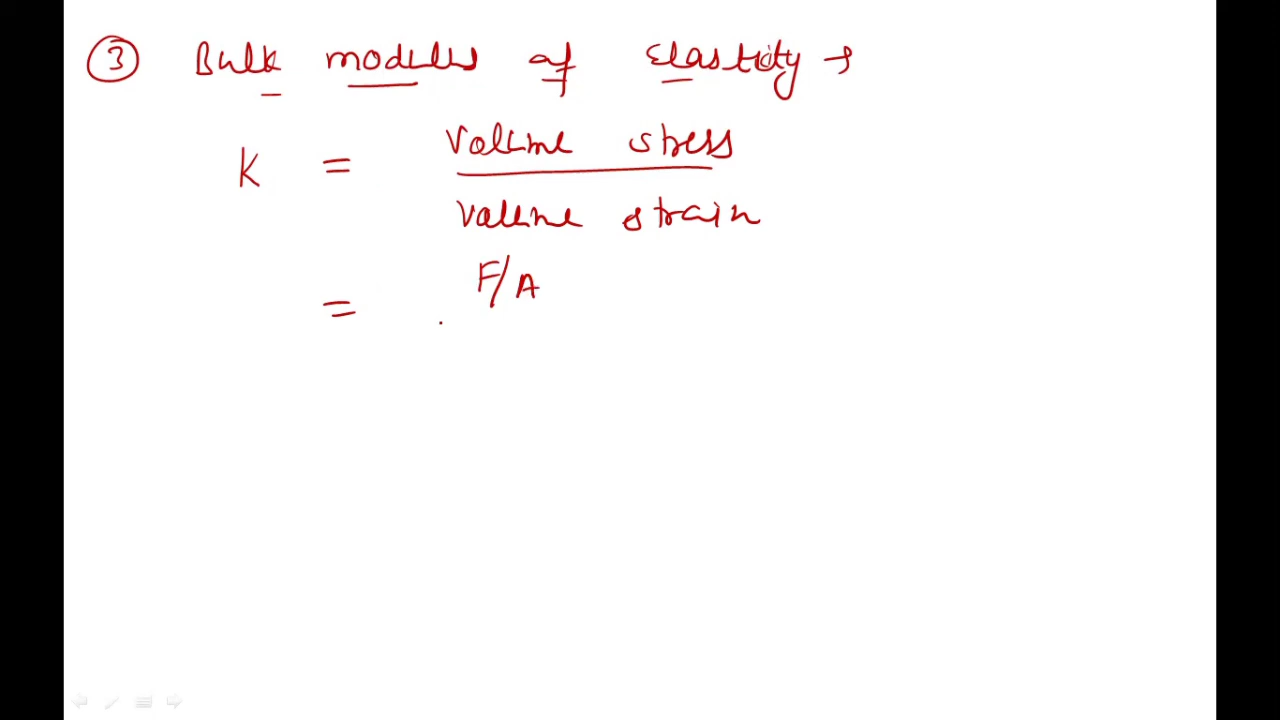 ③ Bulk modulus of Elasticity →
K = Volume stress
Volume strain
= F/A